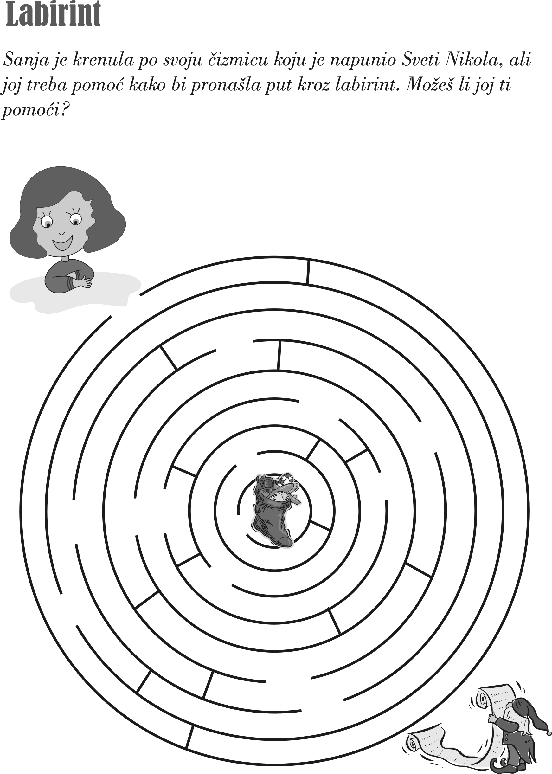 Labirint
Sanja je krenula po svoju čizmicu koju je napunio Sveti Nikola, ali
joj treba pomoć kako bi pronašla put kroz labirint. Možeš li joj ti
pomoći?